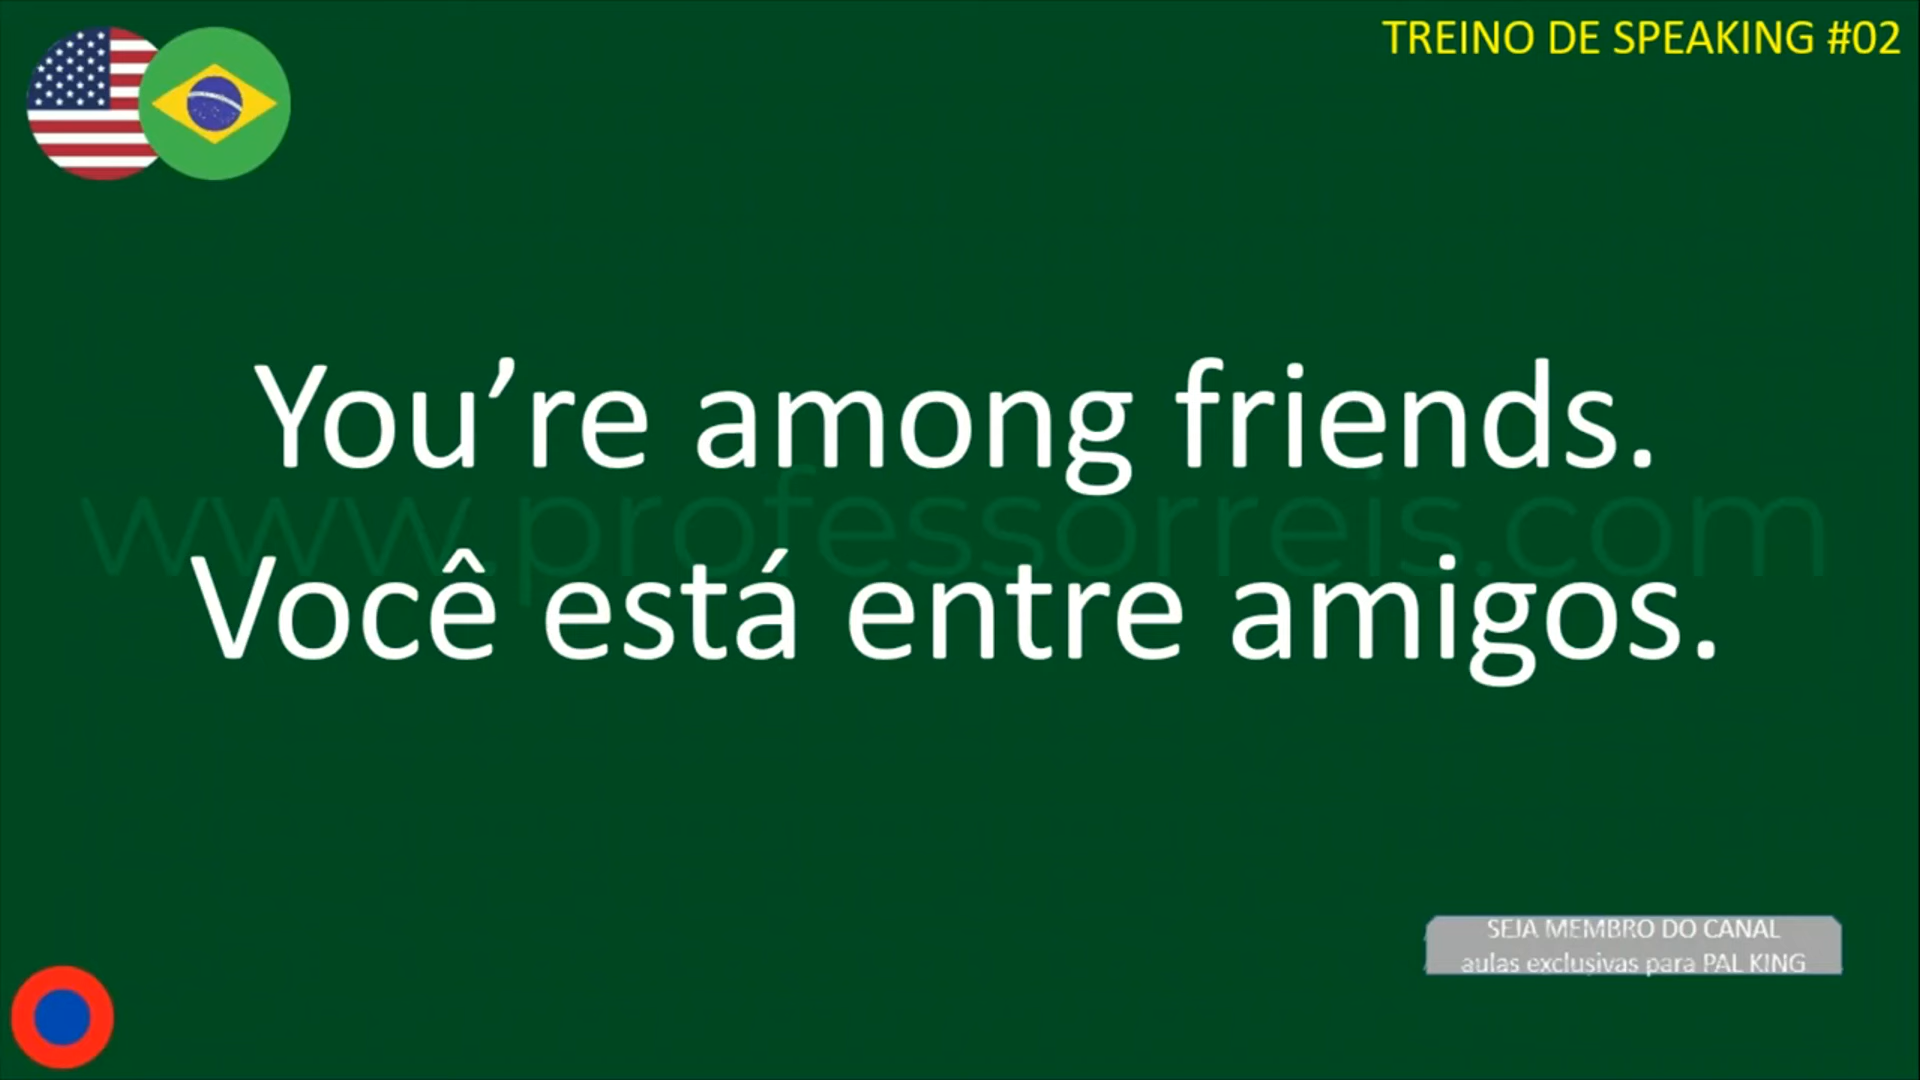 TREINO DE SPEAKING #02
You’re among friends.
www.professorreis.com
Você está entre amigos.
SEJA MEMBRO DO CANAL
aulas exclusivas para PAL KING